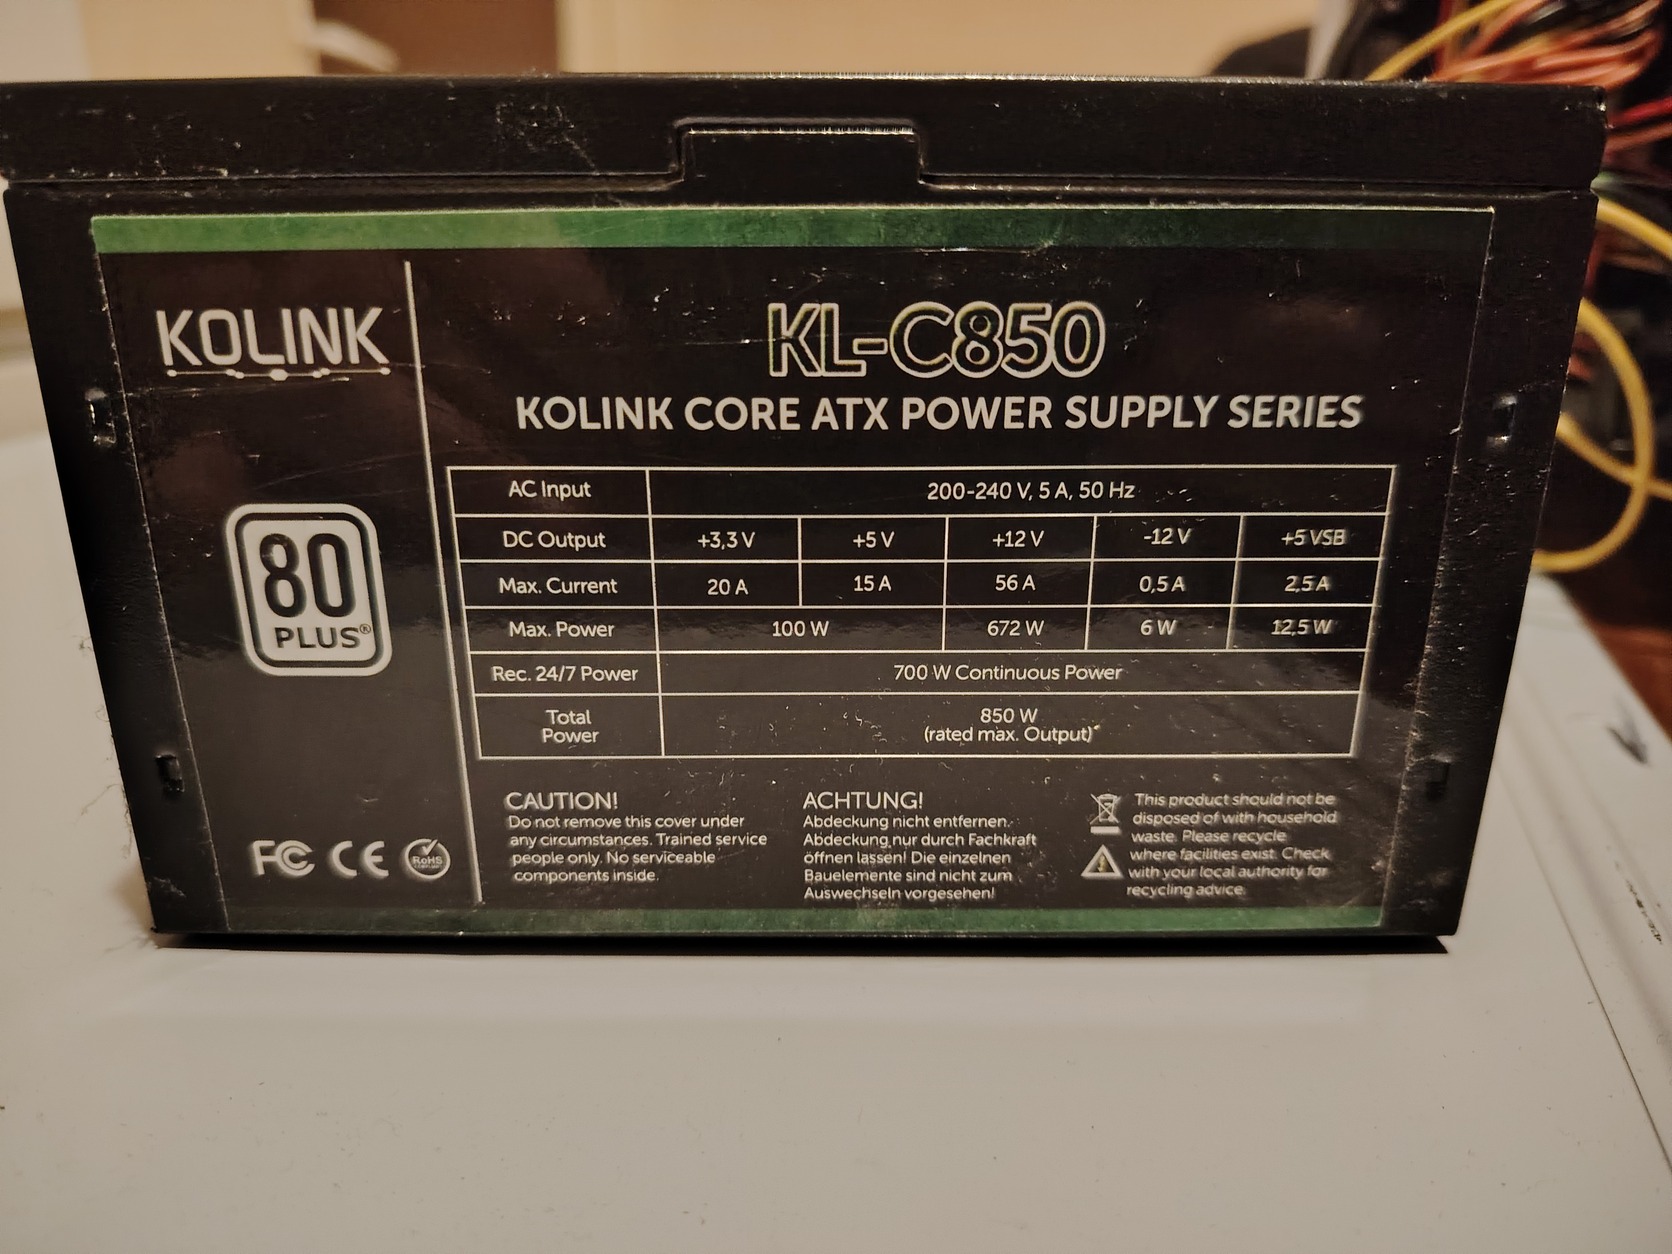 KOLINK
KL-C850
KOLINK CORE ATX POWER SUPPLY SERIES
80
PLUS®
AC Input 200-240 V, 5 A, 50 Hz
DC Output +3,3 V +5 V +12 V -12 V +5 VSB
Max. Current 20 A 15 A 56 A 0,5 A 2,5 A
Max. Power 100 W 672 W 6 W 12,5 W
Rec. 24/7 Power 700 W Continuous Power
Total
Power
850 W
(rated max. Output)*
FC CE RoHS
CAUTION!
Do not remove this cover under
any circumstances. Trained service
people only. No serviceable
components inside.
ACHTUNG!
Abdeckung nicht entfernen.
Abdeckung nur durch Fachkraft
öffnen lassen! Die einzelnen
Bauelemente sind nicht zum
Auswechseln vorgesehen!
This product should not be
disposed of with household
waste. Please recycle
where facilities exist. Check
with your local authority for
recycling advice.